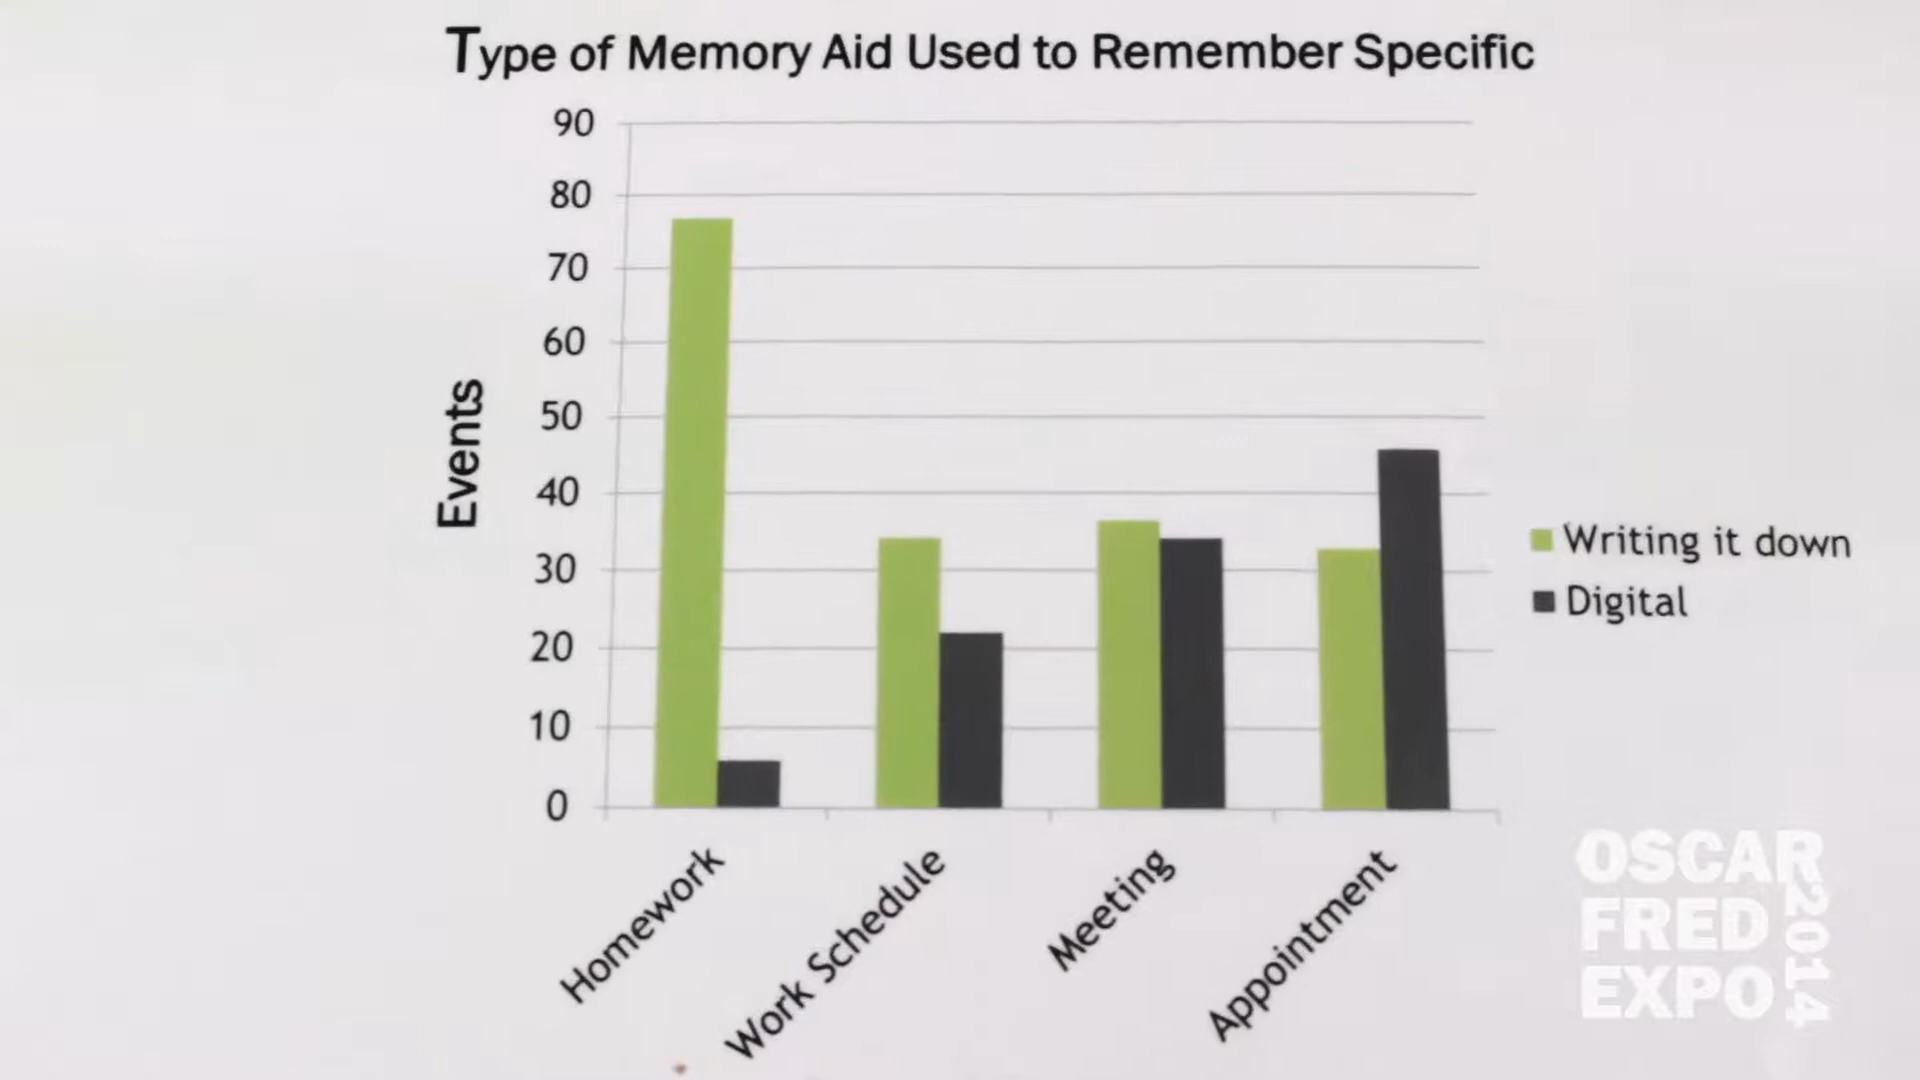 Type of Memory Aid Used to Remember Specific
90
80
70
60
50
40
30
20
10
0
Events
Writing it down
Digital
Homework
Work Schedule
Meeting
Appointment
OSCAR
FRED
EXPO
2014